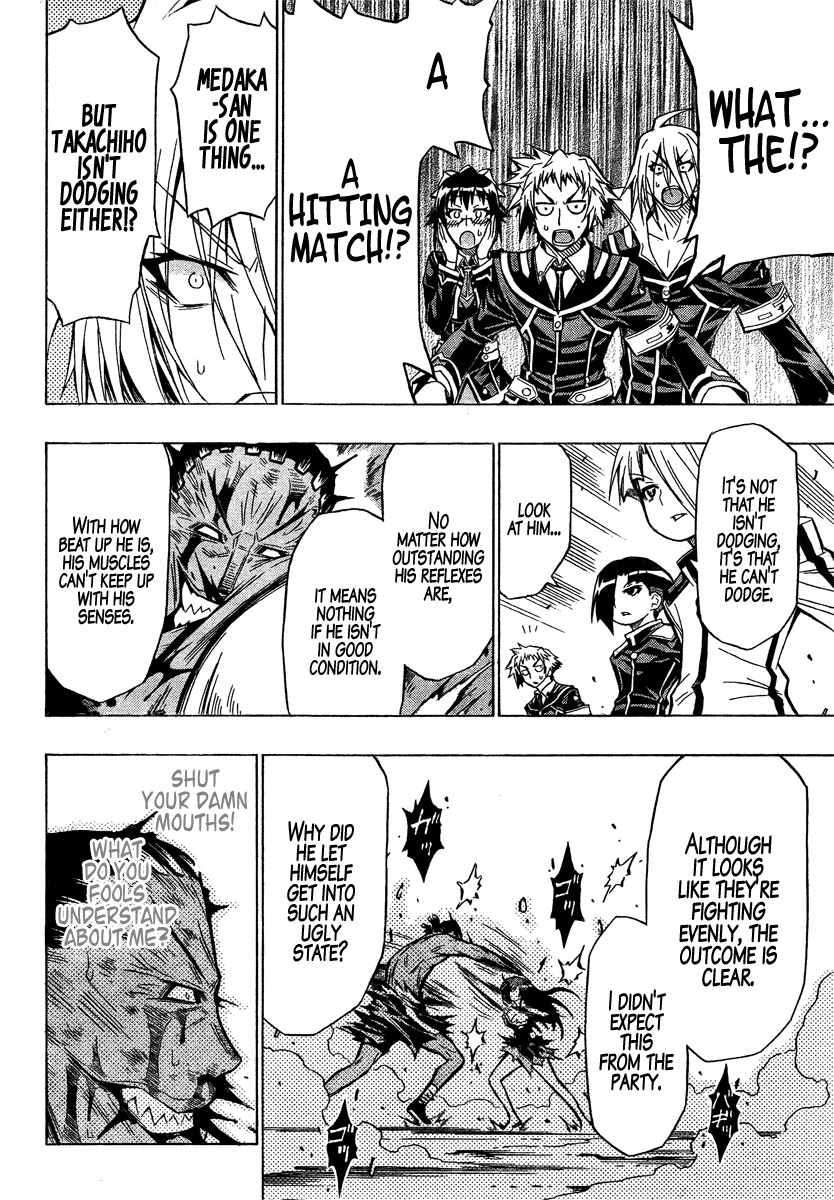 WHAT...
THE!?
A
A
HITTING
MATCH!?
MEDAKA
-SAN
IS ONE
THING...
BUT
TAKACHIHO
ISN'T
DODGING
EITHER!?
IT'S NOT
THAT HE
ISN'T
DODGING,
IT'S THAT
HE CAN'T
DODGE.
LOOK
AT HIM...
NO
MATTER HOW
OUTSTANDING
HIS REFLEXES
ARE,
IT MEANS
NOTHING
IF HE ISN'T
IN GOOD
CONDITION.
WITH HOW
BEAT UP HE IS,
HIS MUSCLES
CAN'T KEEP UP
WITH HIS
SENSES.
ALTHOUGH
IT LOOKS
LIKE THEY'RE
FIGHTING
EVENLY, THE
OUTCOME IS
CLEAR.
I DIDN'T
EXPECT
THIS
FROM THE
PARTY.
WHY DID
HE LET
HIMSELF
GET INTO
SUCH AN
UGLY
STATE?
SHUT
YOUR DAMN
MOUTHS!
WHAT
DO YOU
FOOLS
UNDERSTAND
ABOUT ME?